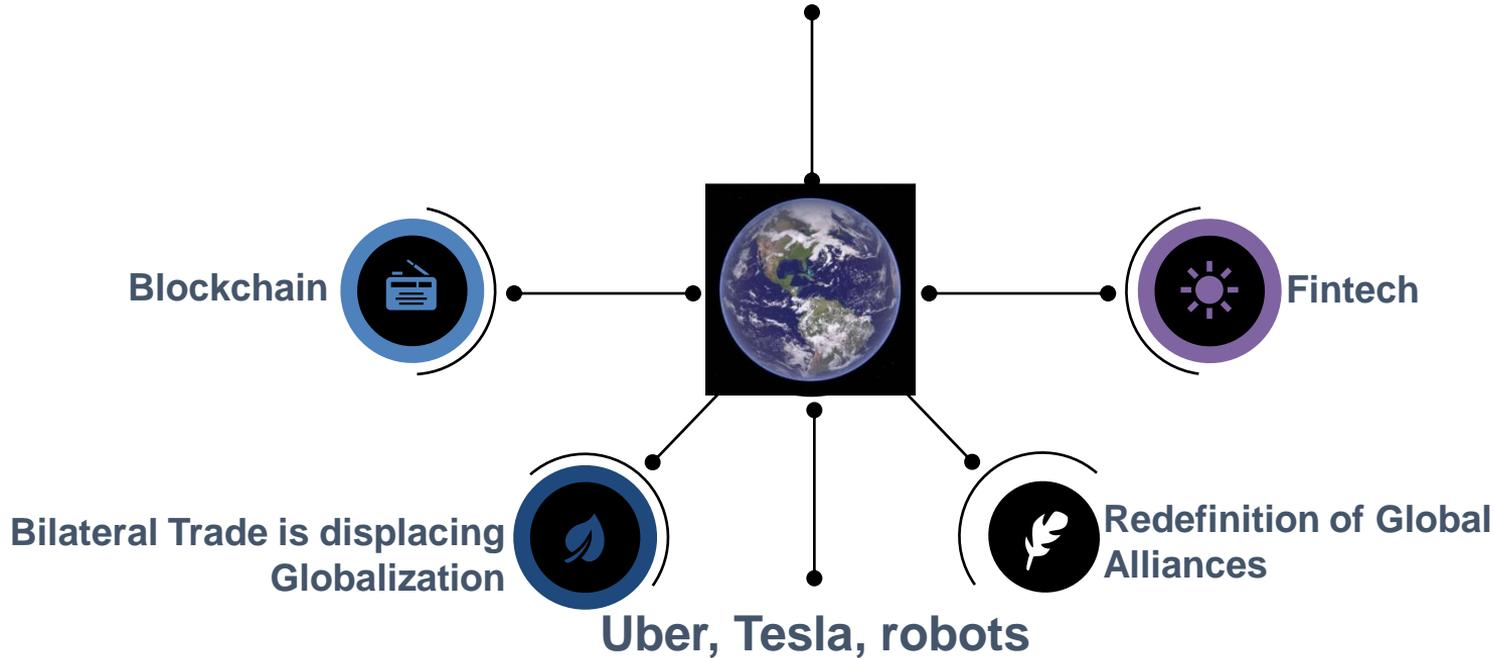 Blockchain
Fintech
Bilateral Trade is displacing
Globalization
Redefinition of Global
Alliances
Uber, Tesla, robots